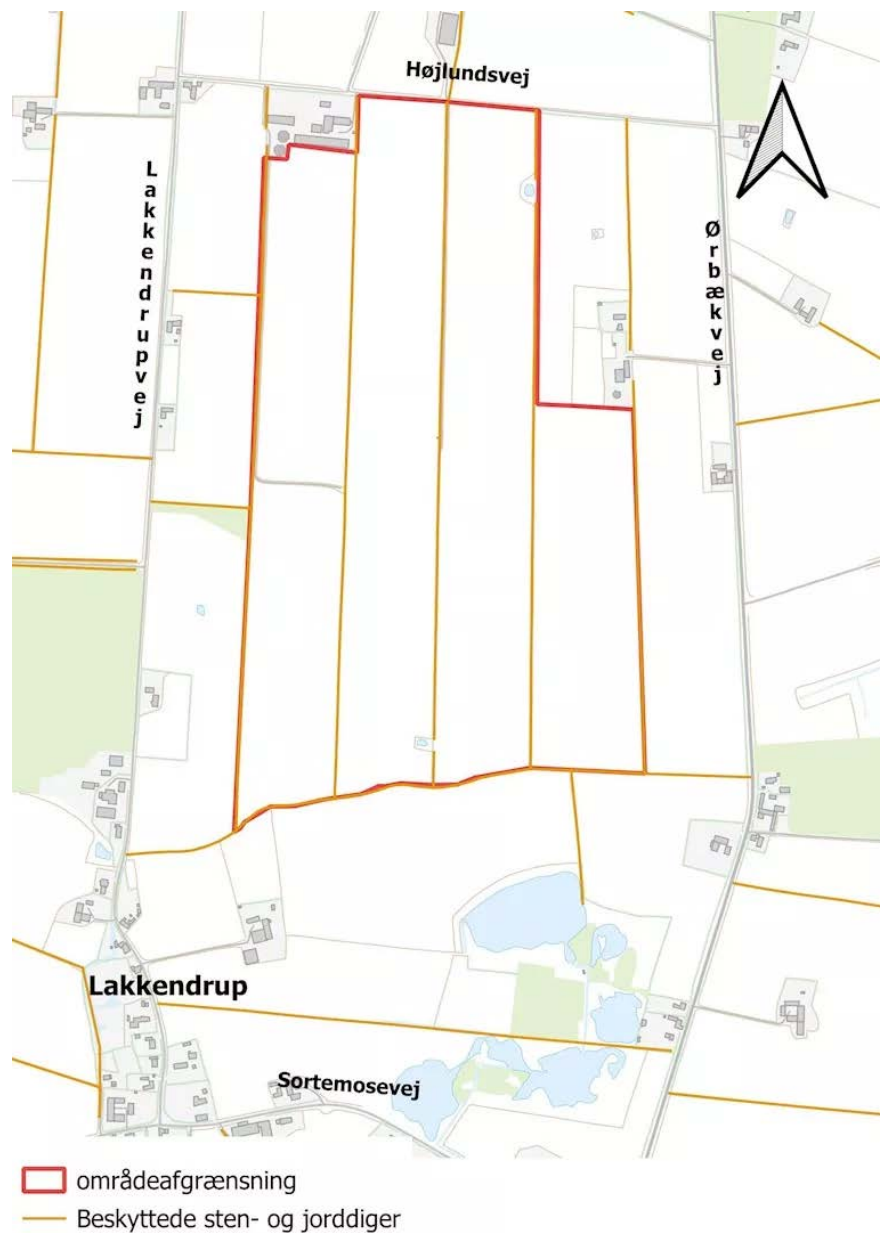 Højlundsvej
Lakkendrupvej
Ørbækvej
Lakkendrup
Sortemosevej
områdeafgrænsning
Beskyttede sten- og jorddiger